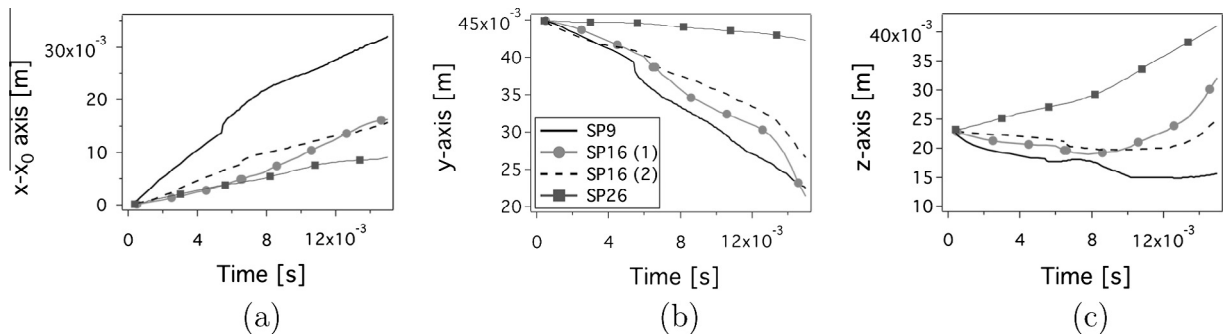 x-x0 axis [m]
30x10-3
20
10
0
0
4
8
12x10-3
Time [s]
(a)
y-axis [m]
45x10-3
40
35
30
25
20
SP9
SP16 (1)
SP16 (2)
SP26
0
4
8
12x10-3
Time [s]
(b)
z-axis [m]
40x10-3
35
30
25
20
15
10
0
4
8
12x10-3
Time [s]
(c)